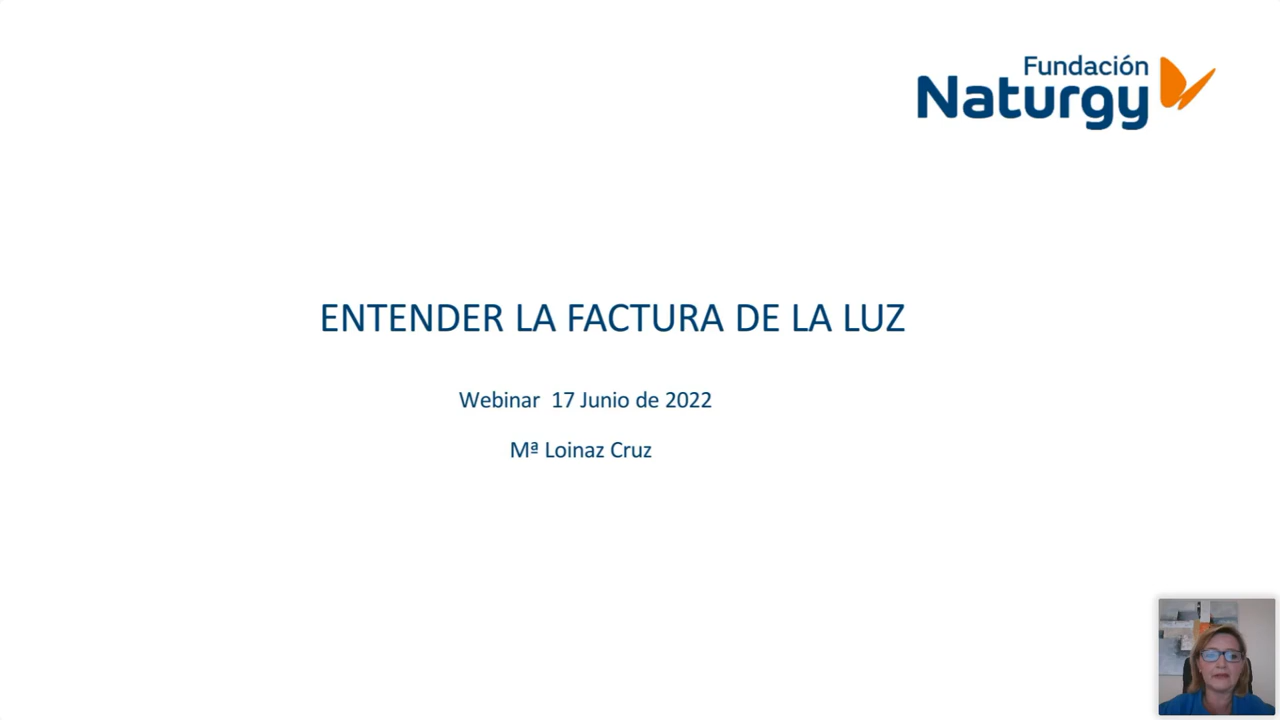 Fundación
Naturgy
ENTENDER LA FACTURA DE LA LUZ
Webinar 17 Junio de 2022
Mª Loinaz Cruz